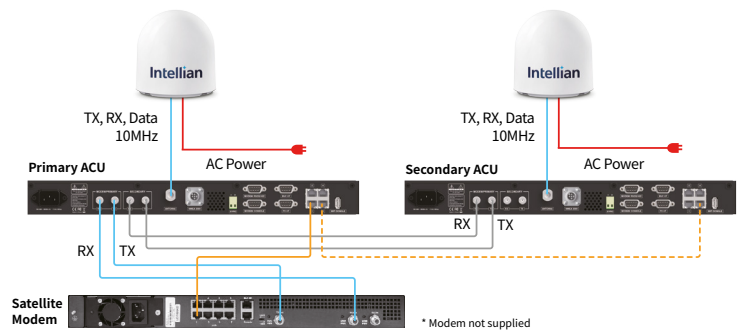 Intellian
Intellian
TX, RX, Data
10MHz
TX, RX, Data
10MHz
AC Power
AC Power
Primary ACU
Secondary ACU
RX
TX
RX
TX
Satellite
Modem
* Modem not supplied